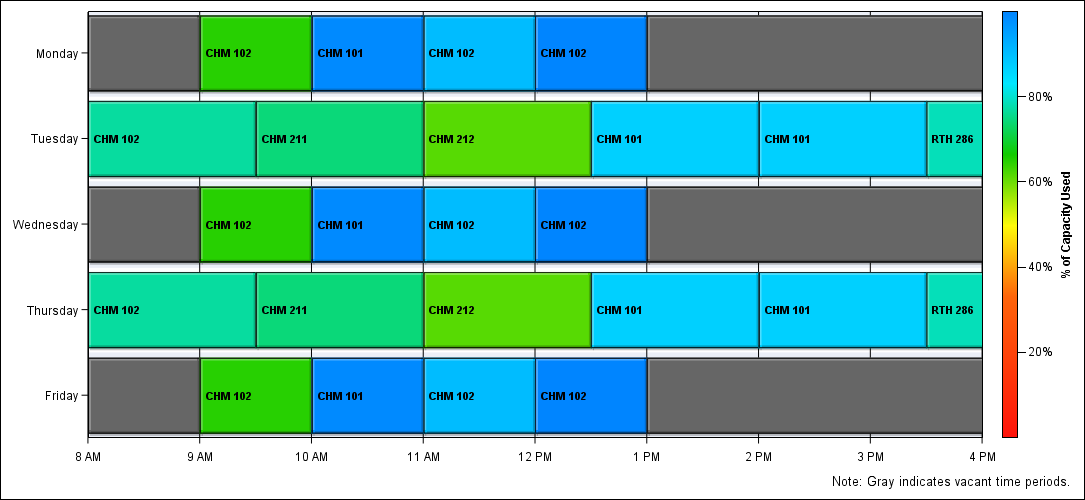 Monday
CHM 102
CHM 101
CHM 102
CHM 102
Tuesday
CHM 102
CHM 211
CHM 212
CHM 101
CHM 101
RTH 286
Wednesday
CHM 102
CHM 101
CHM 102
CHM 102
Thursday
CHM 102
CHM 211
CHM 212
CHM 101
CHM 101
RTH 286
Friday
CHM 102
CHM 101
CHM 102
CHM 102
8 AM
9 AM
10 AM
11 AM
12 PM
1 PM
2 PM
3 PM
4 PM
80%
60%
40%
20%
% of Capacity Used
Note: Gray indicates vacant time periods.